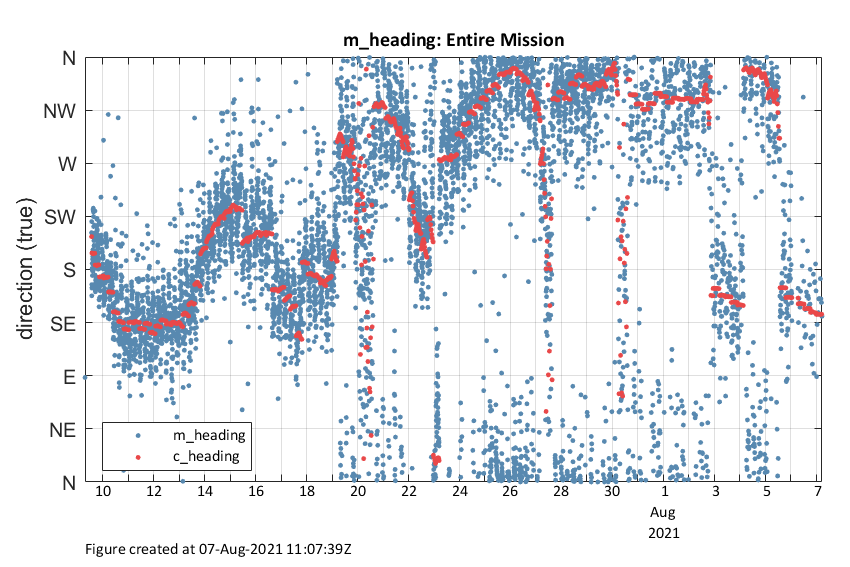 m_heading: Entire Mission
direction (true)
N
NW
W
SW
S
SE
E
NE
N
m_heading
c_heading
10 12 14 16 18 20 22 24 26 28 30 1 3 5 7
Aug
2021
Figure created at 07-Aug-2021 11:07:39Z